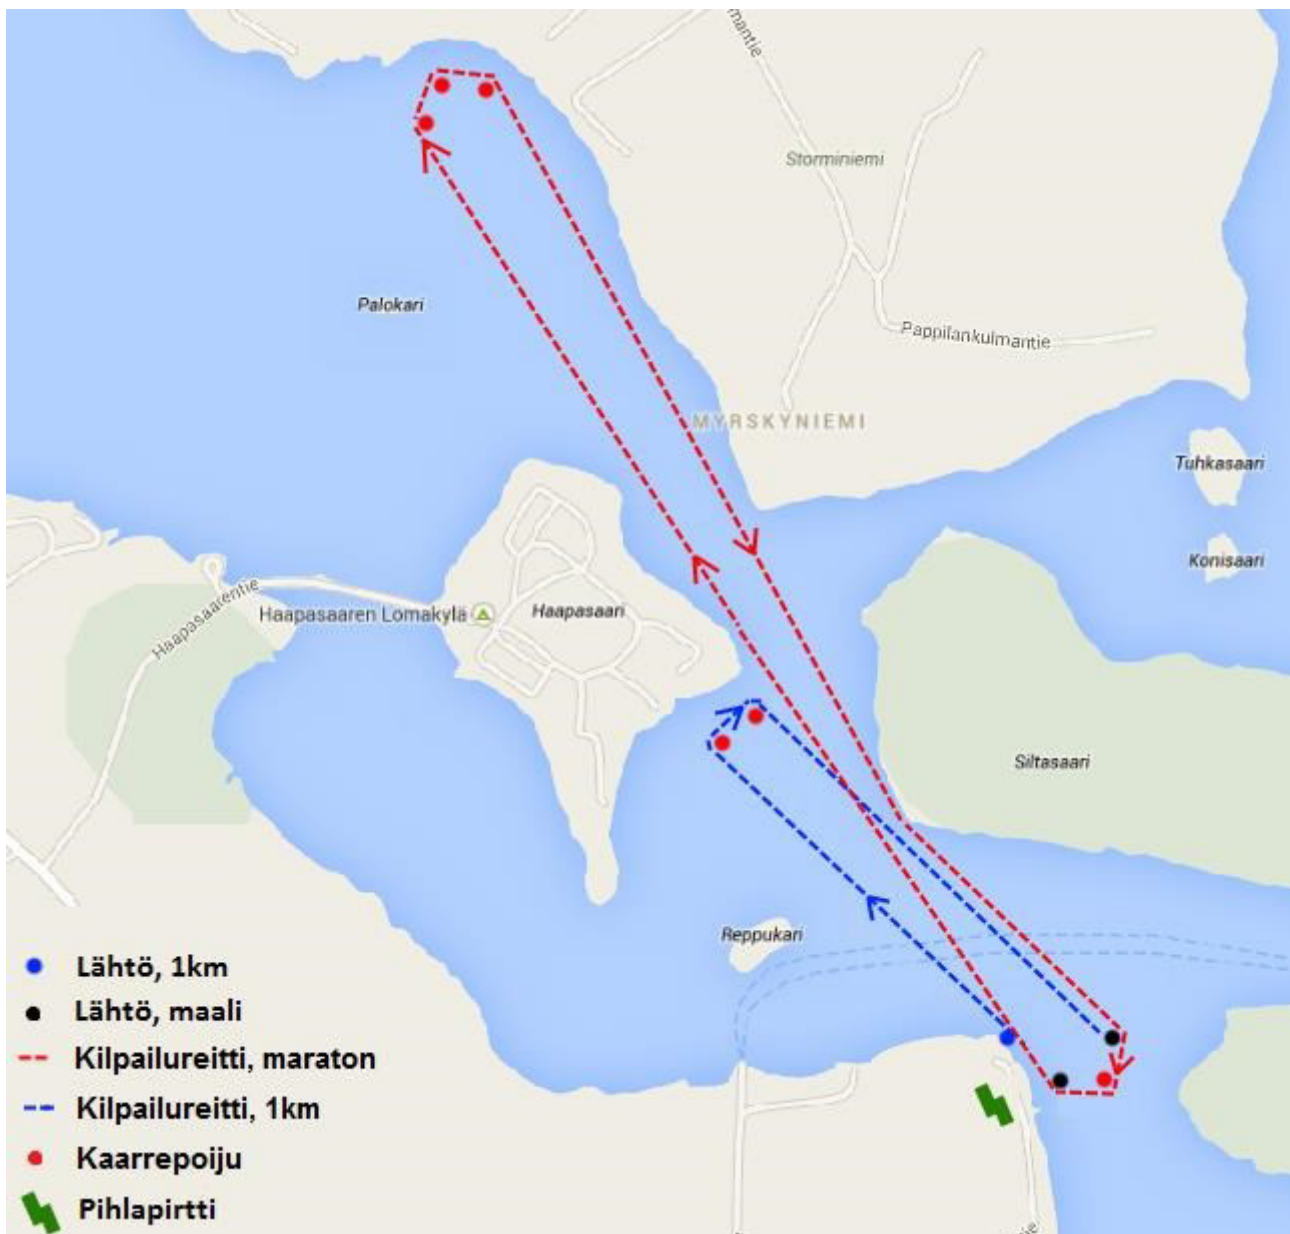 mantie
Storminiemi
Palokari
Pappilankulmantie
MYRSKYNIEMI
Tuhkasaari
Konisaari
Haapasaarentie
Haapasaaren Lomakylä
Haapasaari
Siltasaari
Reppukari
Lähtö, 1km
Lähtö, maali
Kilpailureitti, maraton
Kilpailureitti, 1km
Kaarrepoiju
Pihlapirtti